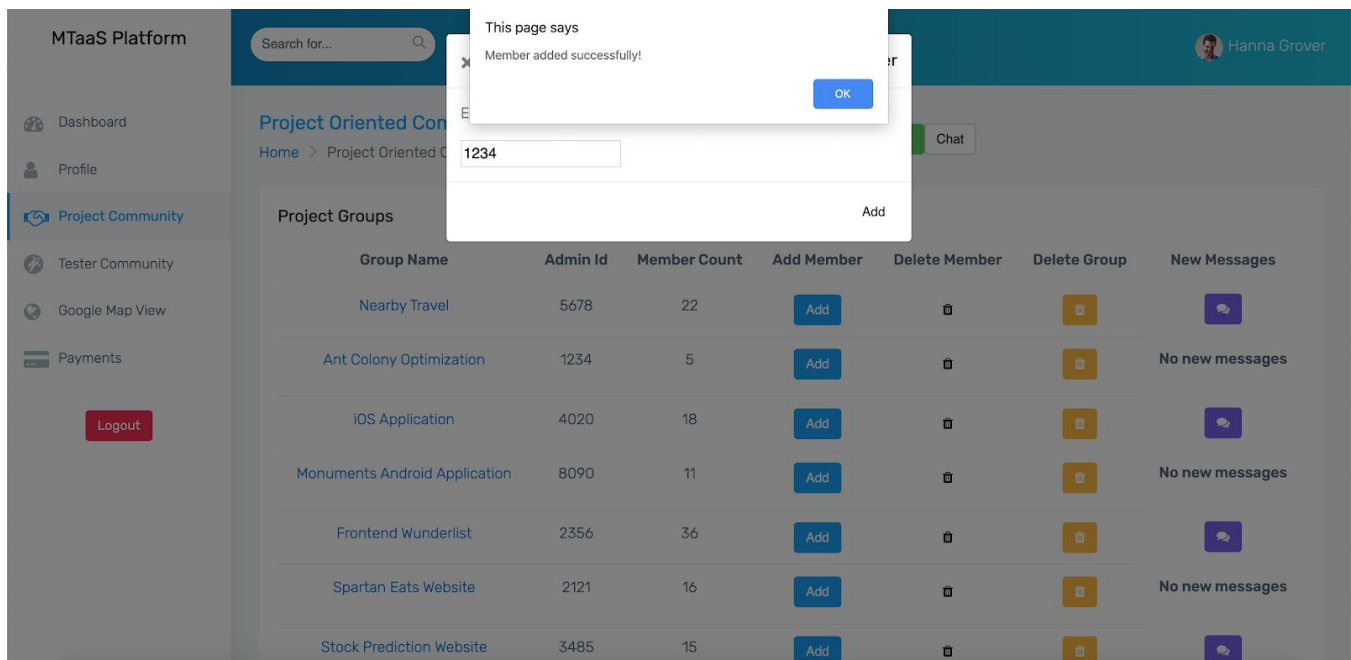 MTaaS Platform
Search for...
This page says
Member added successfully!
OK
Hanna Grover
Dashboard
Profile
Project Community
Tester Community
Google Map View
Payments
Logout
Project Oriented Com
Home > Project Oriented C
×
er
E
1234
Add
Chat
Project Groups
Group Name Admin Id Member Count Add Member Delete Member Delete Group New Messages
Nearby Travel 5678 22 Add
Ant Colony Optimization 1234 5 Add No new messages
iOS Application 4020 18 Add
Monuments Android Application 8090 11 Add No new messages
Frontend Wunderlist 2356 36 Add
Spartan Eats Website 2121 16 Add No new messages
Stock Prediction Website 3485 15 Add